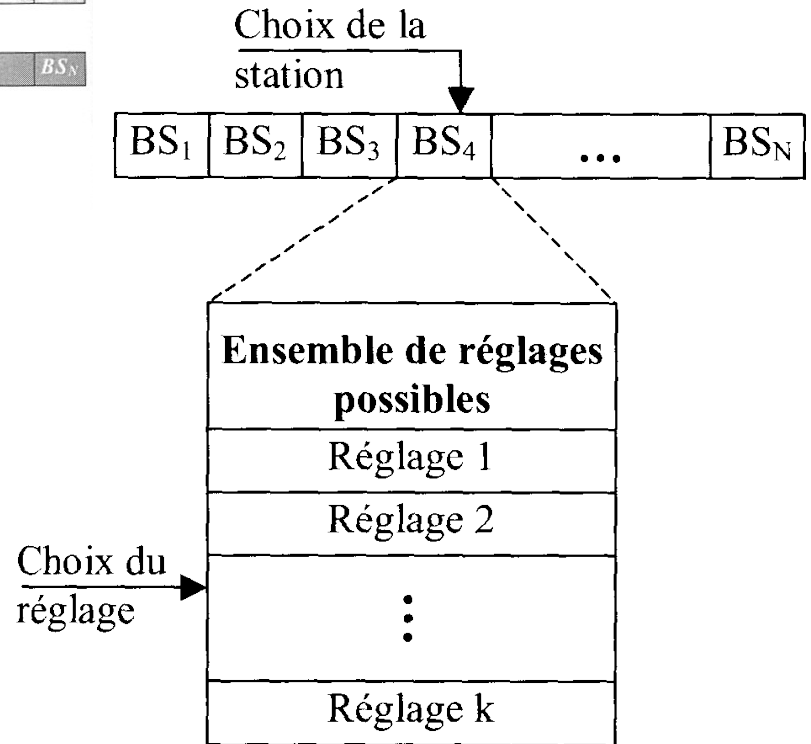 Choix de la
station
BS_N
BS₁ BS₂ BS₃ BS₄ ... BS_N
Ensemble de réglages
possibles
Réglage 1
Réglage 2
Choix du
réglage
⋮
Réglage k